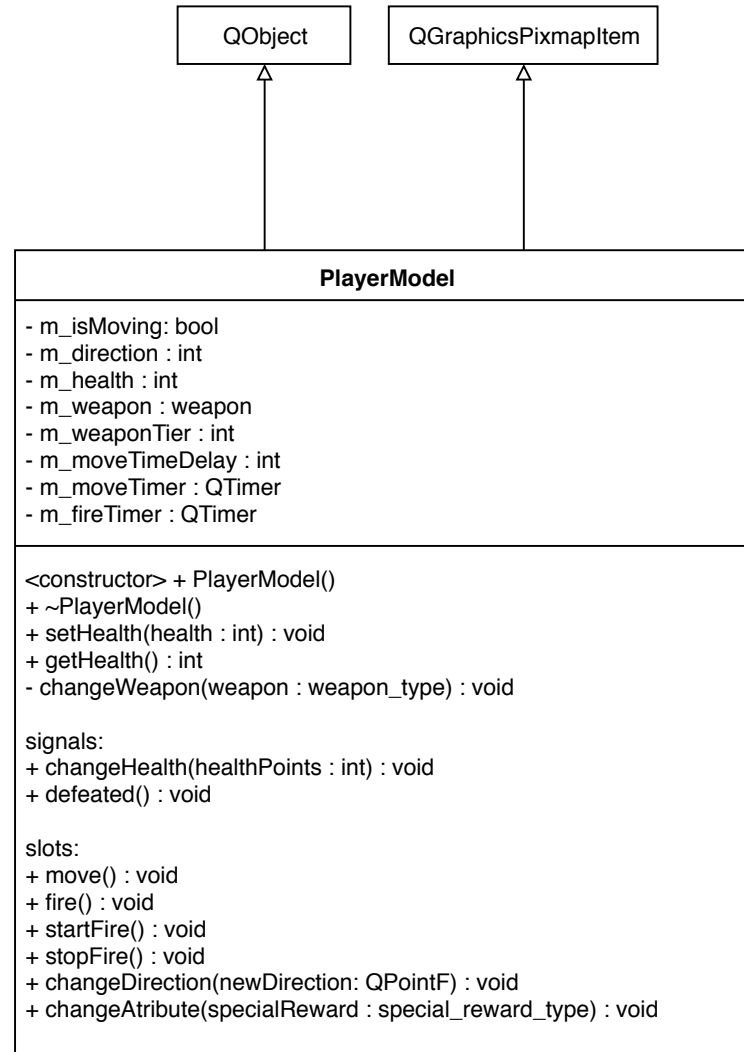 QObject
QGraphicsPixmapItem
PlayerModel
- m_isMoving: bool
- m_direction : int
- m_health : int
- m_weapon : weapon
- m_weaponTier : int
- m_moveTimeDelay : int
- m_moveTimer : QTimer
- m_fireTimer : QTimer
<constructor> + PlayerModel()
+ ~PlayerModel()
+ setHealth(health : int) : void
+ getHealth() : int
- changeWeapon(weapon : weapon_type) : void
signals:
+ changeHealth(healthPoints : int) : void
+ defeated() : void
slots:
+ move() : void
+ fire() : void
+ startFire() : void
+ stopFire() : void
+ changeDirection(newDirection: QPointF) : void
+ changeAtribute(specialReward : special_reward_type) : void